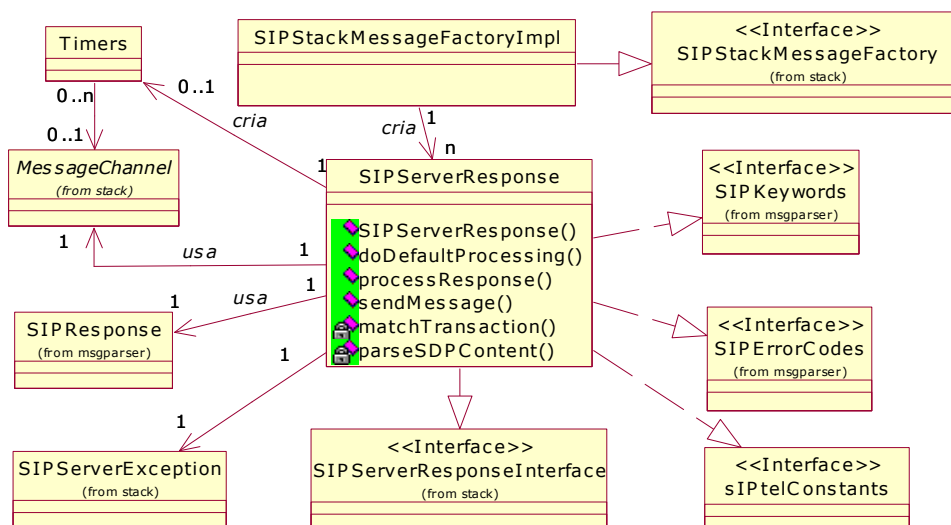 Timers
0..n
0..1
cria
0..1
MessageChannel
(from stack)
1
usa
1
SIPStackMessageFactoryImpl
cria
1
n
<<Interface>>
SIPStackMessageFactory
(from stack)
1
SIPServerResponse
SIPServerResponse()
doDefaultProcessing()
processResponse()
sendMessage()
matchTransaction()
parseSDPContent()
<<Interface>>
SIPKeywords
(from msgparser)
1
usa
1
SIPResponse
(from msgparser)
1
1
<<Interface>>
SIPErrorCodes
(from msgparser)
SIPServerException
(from stack)
<<Interface>>
SIPServerResponseInterface
(from stack)
<<Interface>>
sIPtelConstants